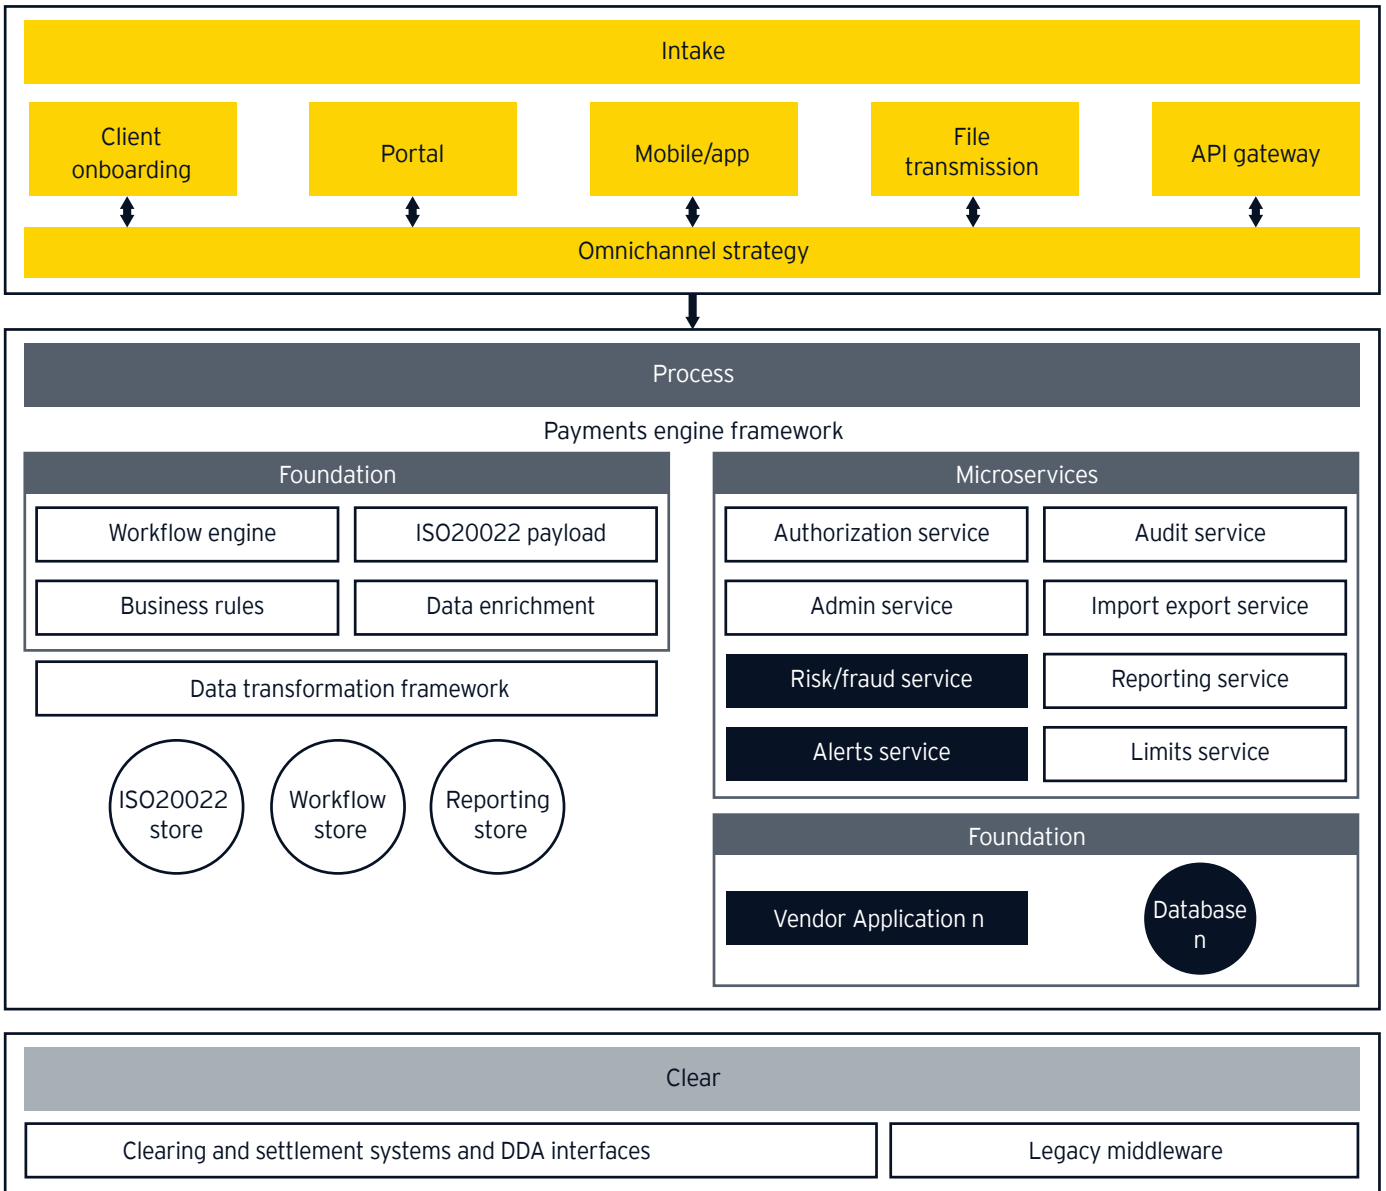 Intake
Client
onboarding
Portal
Mobile/app
File
transmission
API gateway
Omnichannel strategy
Process
Payments engine framework
Foundation
Workflow engine
ISO20022 payload
Business rules
Data enrichment
Data transformation framework
ISO20022
store
Workflow
store
Reporting
store
Microservices
Authorization service
Audit service
Admin service
Import export service
Risk/fraud service
Reporting service
Alerts service
Limits service
Foundation
Vendor Application n
Database
n
Clear
Clearing and settlement systems and DDA interfaces
Legacy middleware